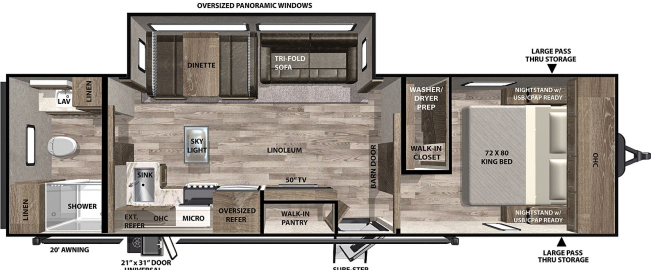 OVERSIZED PANORAMIC WINDOWS
LARGE PASS
THRU STORAGE
DINETTE
TRI-FOLD
SOFA
LINEN
LAV
WASHER/
DRYER
PREP
NIGHTSTAND w/
USB/CPAP READY
SKY
LIGHT
LINOLEUM
WALK-IN
CLOSET
72 X 80
KING BED
OHC
BARN DOOR
SINK
50" TV
LINEN
SHOWER
EXT.
REFER
OHC
MICRO
OVERSIZED
REFER
WALK-IN
PANTRY
NIGHTSTAND w/
USB/CPAP READY
20' AWNING
21" x 31" DOOR
UNIVERSAL
SURE-STEP
LARGE PASS
THRU STORAGE